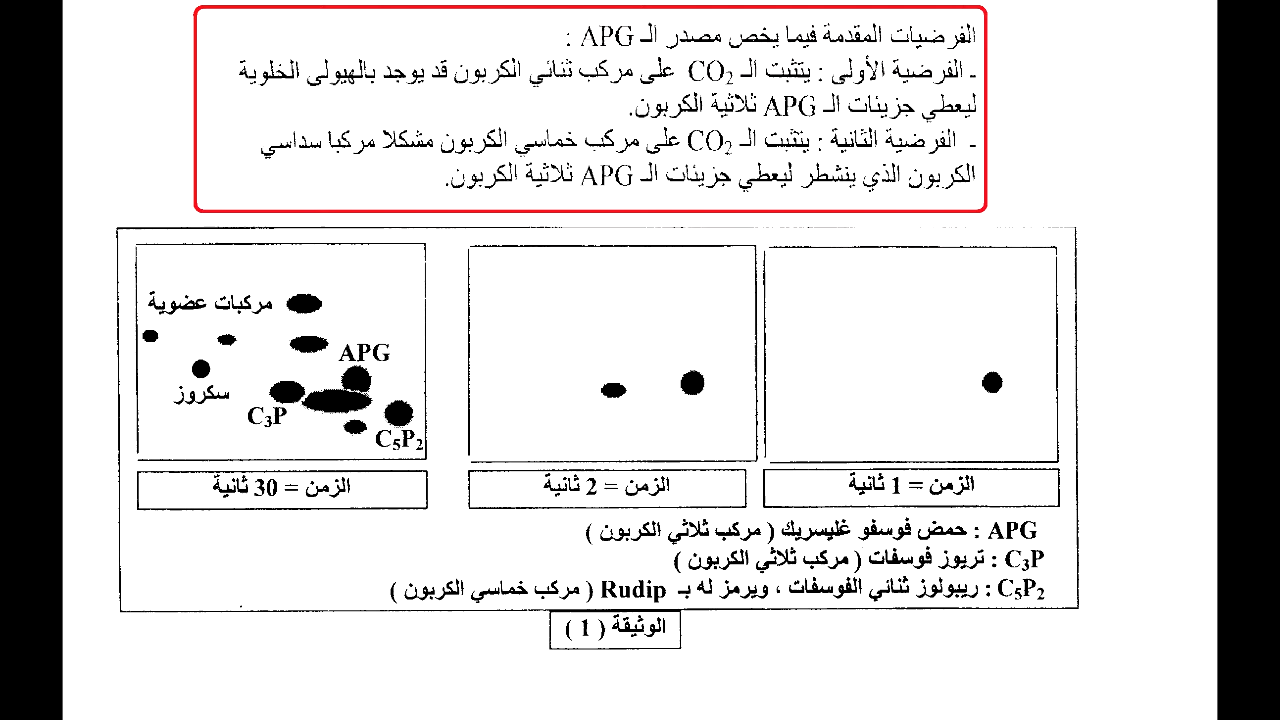 الفرضيات المقدمة فيما يخص مصدر الـ APG :
ـ الفرضية الأولى : يتثبت الـ CO₂ على مركب ثنائي الكربون قد يوجد بالهيولى الخلوية
ليعطي جزيئات الـ APG ثلاثية الكربون.
ـ الفرضية الثانية : يتثبت الـ CO₂ على مركب خماسي الكربون مشكلا مركبا سداسي
الكربون الذي ينشطر ليعطي جزيئات الـ APG ثلاثية الكربون.
مركبات عضوية
APG
سكروز
C₃P
C₅P₂
الزمن = 1 ثانية
الزمن = 2 ثانية
الزمن = 30 ثانية
APG : حمض فوسفو غليسريك ( مركب ثلاثي الكربون )
C₃P : تريوز فوسفات ( مركب ثلاثي الكربون )
C₅P₂ : ريبولوز ثنائي الفوسفات ، ويرمز له بـ Rudip ( مركب خماسي الكربون )
الوثيقة ( 1 )